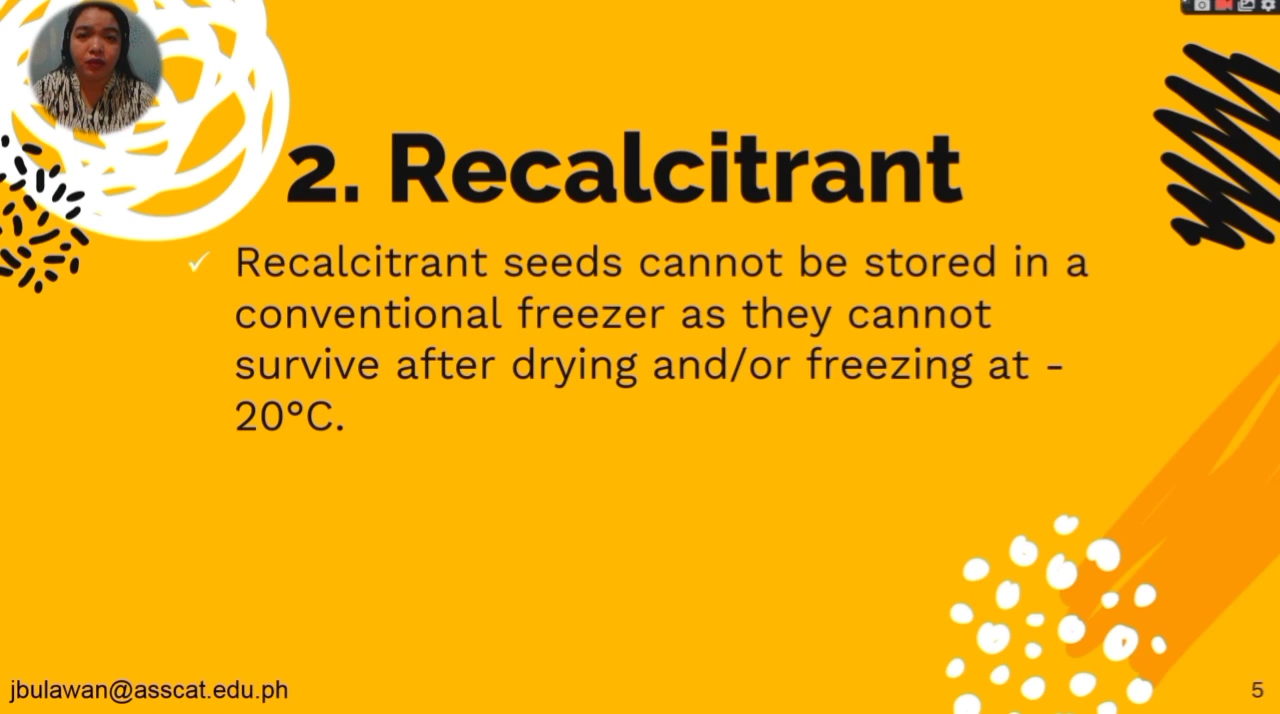 2. Recalcitrant
✓ Recalcitrant seeds cannot be stored in a
conventional freezer as they cannot
survive after drying and/or freezing at -
20°C.
jbulawan@asscat.edu.ph
5